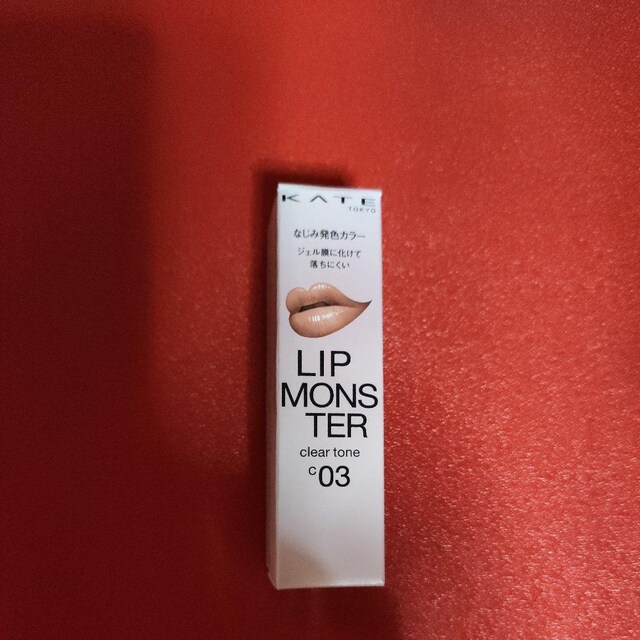 KATE
TOKYO
なじみ発色カラー
ジェル膜に化けて
落ちにくい
LIP
MONS
TER
clear tone
C03